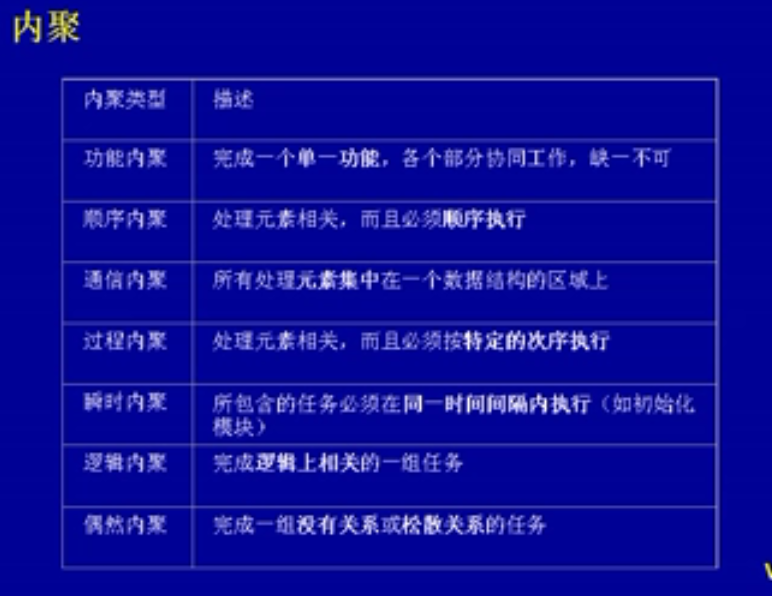 内聚
内聚类型 描述
功能内聚 完成一个单一功能，各个部分协同工作，缺一不可
顺序内聚 处理元素相关，而且必须顺序执行
通信内聚 所有处理元素集中在一个数据结构的区域上
过程内聚 处理元素相关，而且必须按特定的次序执行
瞬时内聚 所包含的任务必须在同一时间间隔内执行（如初始化
模块）
逻辑内聚 完成逻辑上相关的一组任务
偶然内聚 完成一组没有关系或松散关系的任务